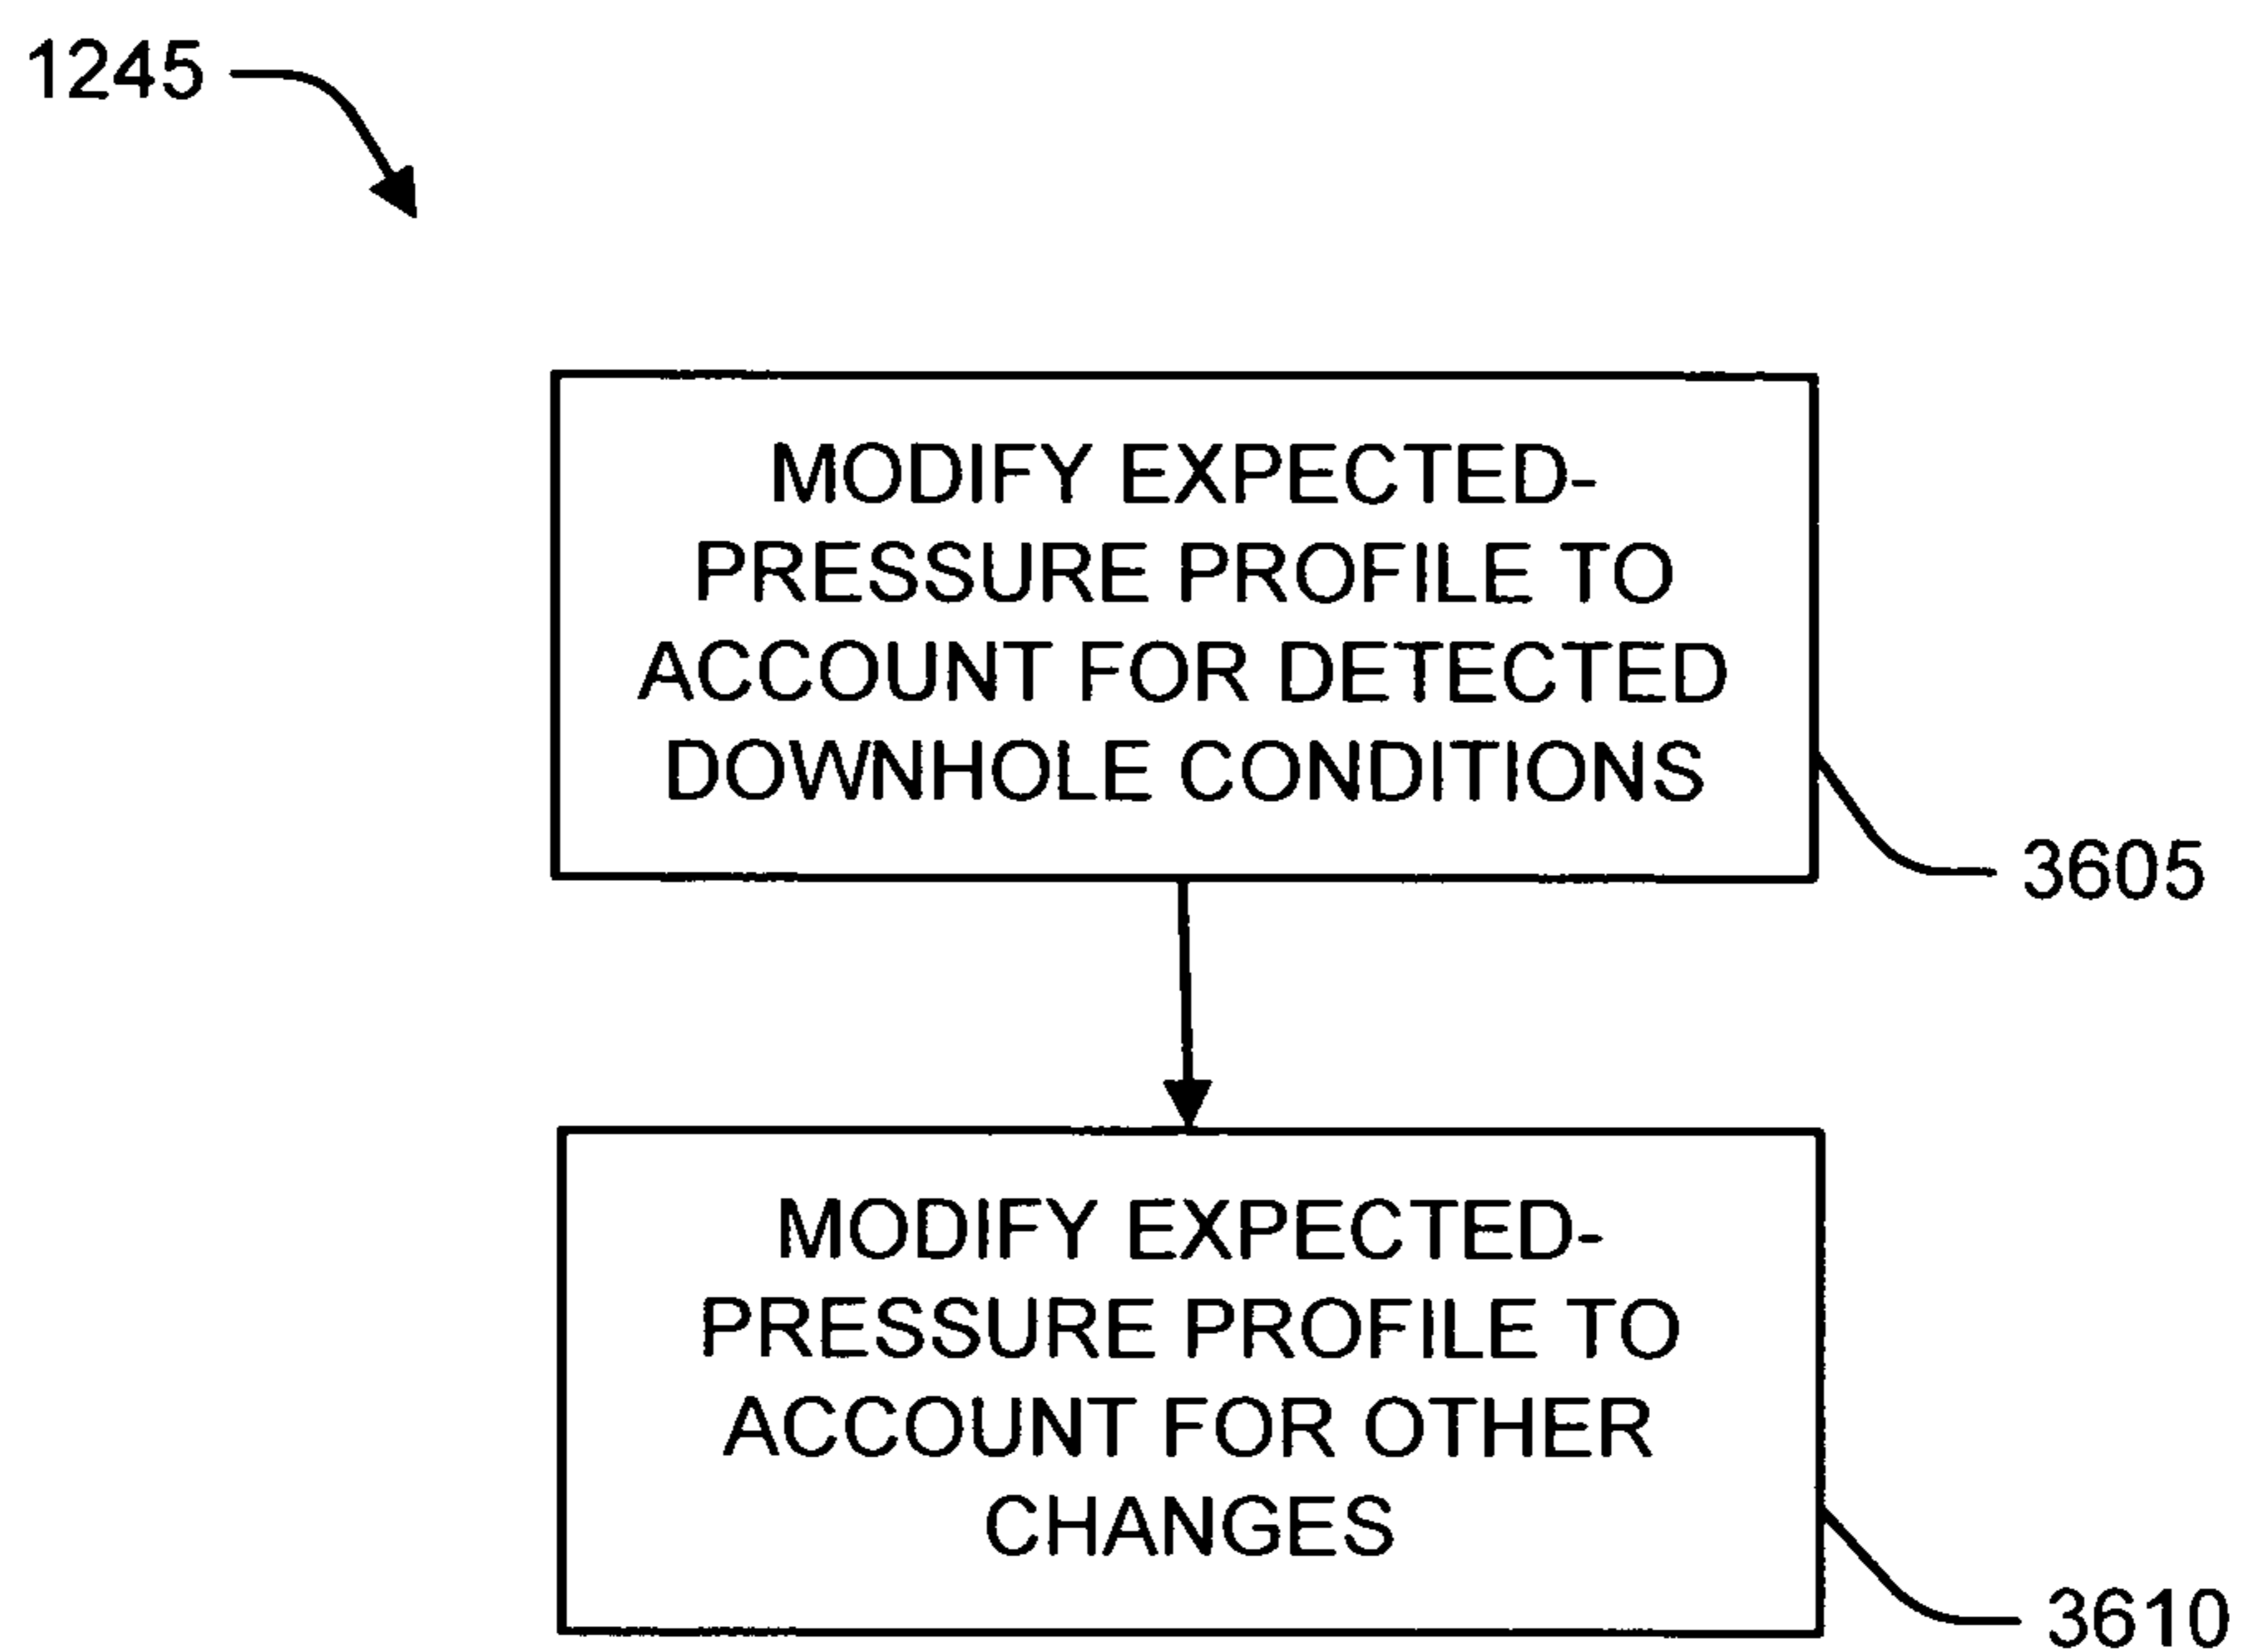 1245
MODIFY EXPECTED-
PRESSURE PROFILE TO
ACCOUNT FOR DETECTED
DOWNHOLE CONDITIONS
3605
MODIFY EXPECTED-
PRESSURE PROFILE TO
ACCOUNT FOR OTHER
CHANGES
3610